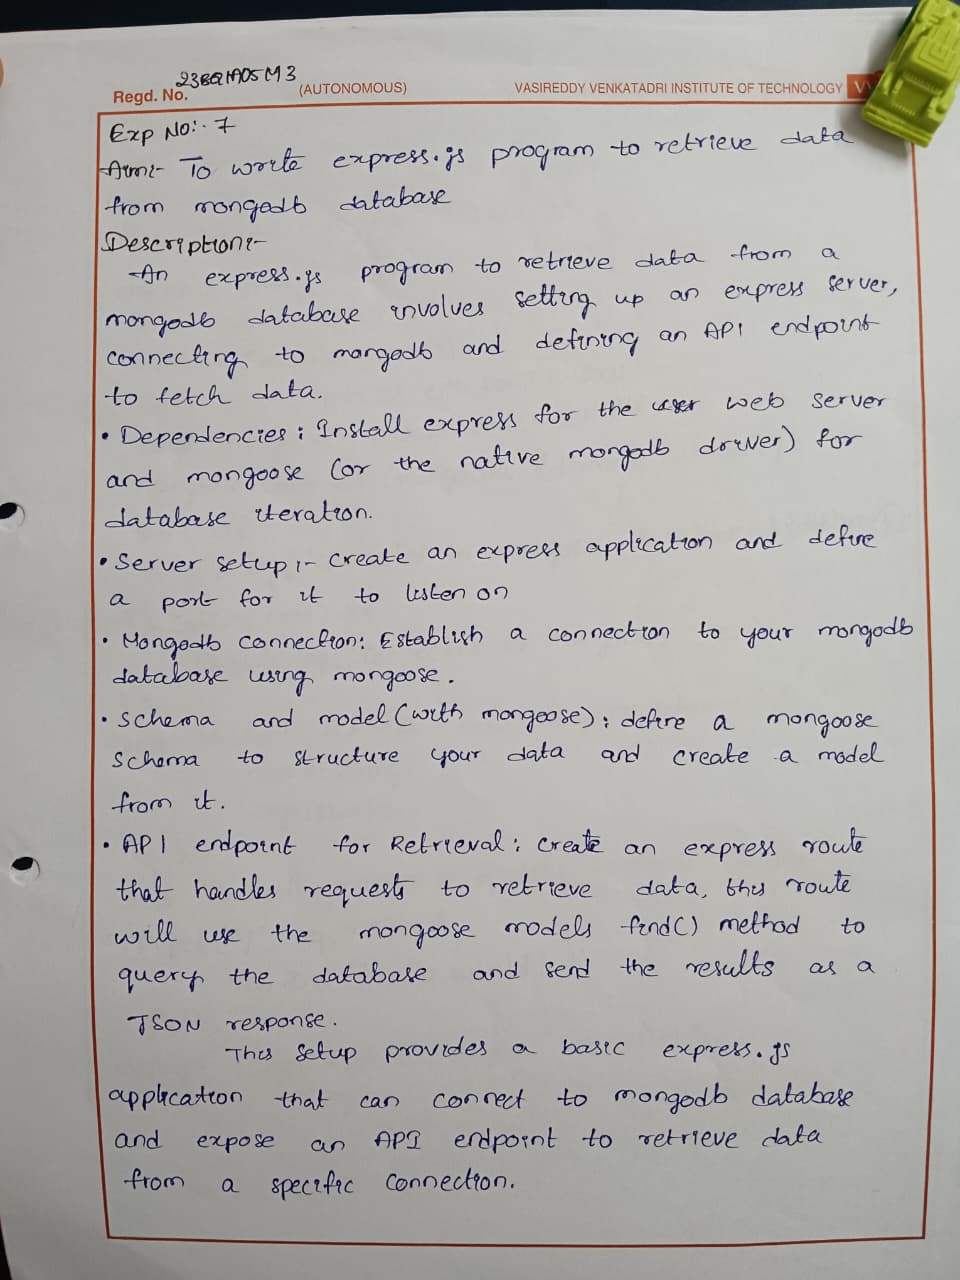 23BQ1A05M3
Regd. No. (AUTONOMOUS) VASIREDDY VENKATADRI INSTITUTE OF TECHNOLOGY
Exp No:- 7
Aim:- To write express.js program to retrieve data
from mongodb database
Description:-
An express.js program to retrieve data from a
mongodb database involves setting up an express server,
connecting to mongodb and defining an API endpoint
to fetch data.
• Dependencies : Install express for the user web server
and mongoose (or the native mongodb driver) for
database iteration.
• Server setup :- create an express application and define
a port for it to listen on
• Mongodb connection: Establish a connection to your mongodb
database using mongoose.
• Schema and model (with mongoose) : define a mongoose
Schema to structure your data and create a model
from it.
• API endpoint for Retrieval : create an express route
that handles requests to retrieve data, this route
will use the mongoose models find() method to
query the database and send the results as a
JSON response.
This setup provides a basic express.js
application that can connect to mongodb database
and expose an API endpoint to retrieve data
from a specific connection.